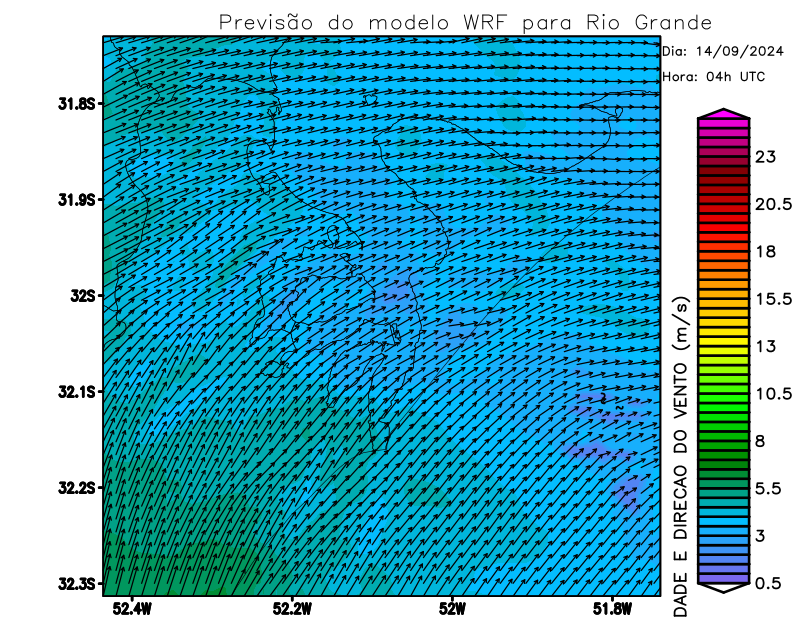 Previsão do modelo WRF para Rio Grande
Dia: 14/09/2024
Hora: 04h UTC
31.8S
31.9S
32S
32.1S
32.2S
32.3S
52.4W
52.2W
52W
51.8W
23
20.5
18
15.5
13
10.5
8
5.5
3
0.5
DADE E DIRECAO DO VENTO (m/s)